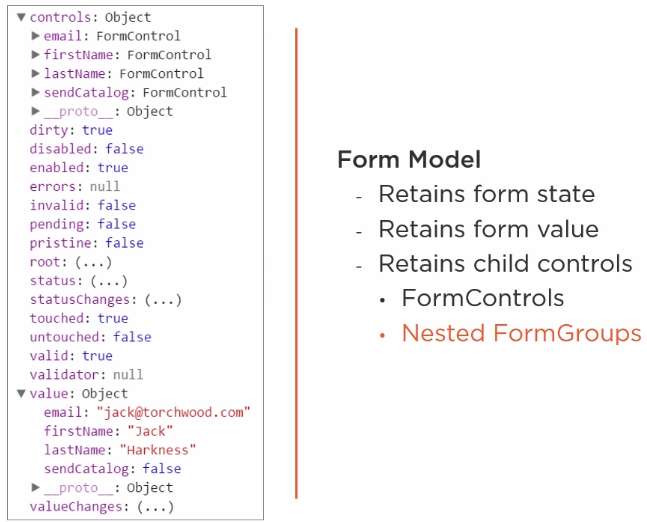 ▼controls: Object
▶email: FormControl
▶firstName: FormControl
▶lastName: FormControl
▶sendCatalog: FormControl
▶__proto__: Object
dirty: true
disabled: false
enabled: true
errors: null
invalid: false
pending: false
pristine: false
root: (...)
status: (...)
statusChanges: (...)
touched: true
untouched: false
valid: true
validator: null
▼value: Object
email: "jack@torchwood.com"
firstName: "Jack"
lastName: "Harkness"
sendCatalog: false
▶__proto__: Object
valueChanges: (...)
Form Model
- Retains form state
- Retains form value
- Retains child controls
• FormControls
• Nested FormGroups